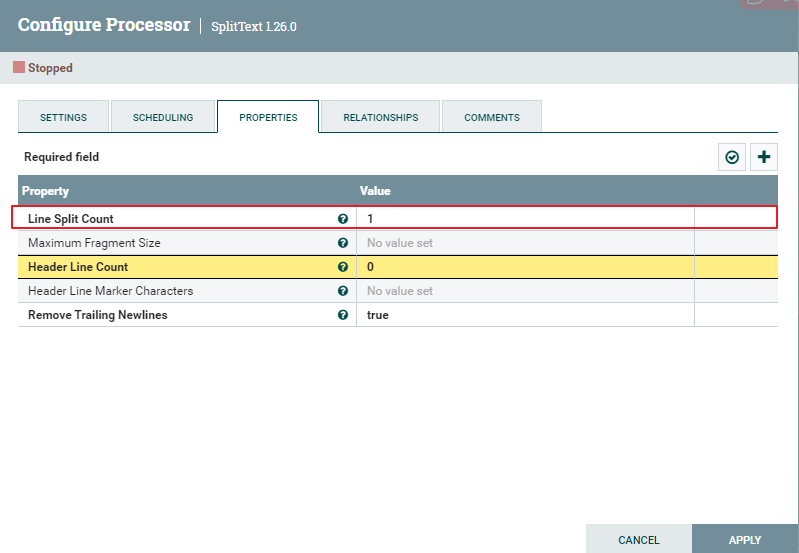 Configure Processor | SplitText 1.26.0
Stopped
SETTINGS SCHEDULING PROPERTIES RELATIONSHIPS COMMENTS
Required field
Property Value
Line Split Count 1
Maximum Fragment Size No value set
Header Line Count 0
Header Line Marker Characters No value set
Remove Trailing Newlines true
CANCEL APPLY